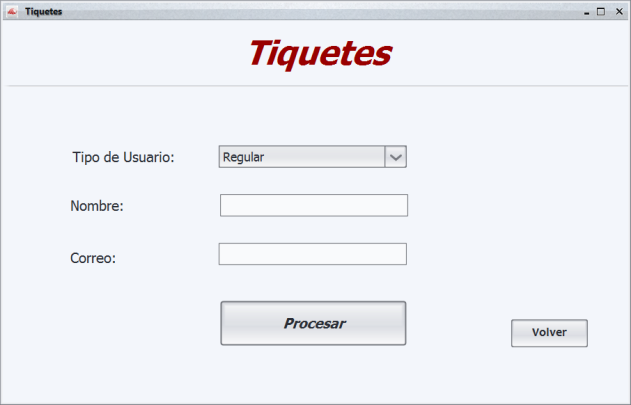 Tiquetes
Tiquetes
Tipo de Usuario:
Regular
Nombre:
Correo:
Procesar
Volver